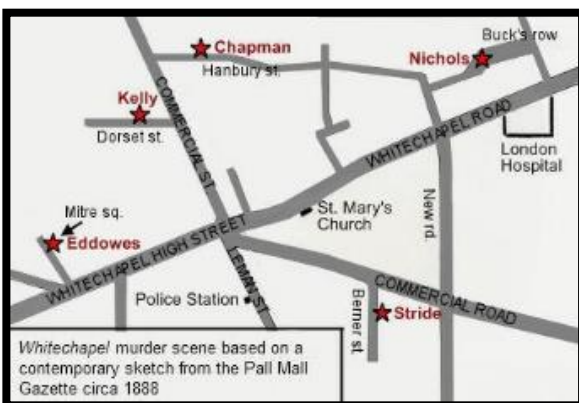 Buck's row
Chapman
Hanbury st.
Nichols
Kelly
Dorset st.
COMMERCIAL ST.
WHITECHAPEL ROAD
London
Hospital
Mitre sq.
Eddowes
St. Mary's
Church
New rd.
WHITECHAPEL HIGH STREET
LEMAN ST.
COMMERCIAL ROAD
Police Station
Berner st.
Stride
Whitechapel murder scene based on a
contemporary sketch from the Pall Mall
Gazette circa 1888